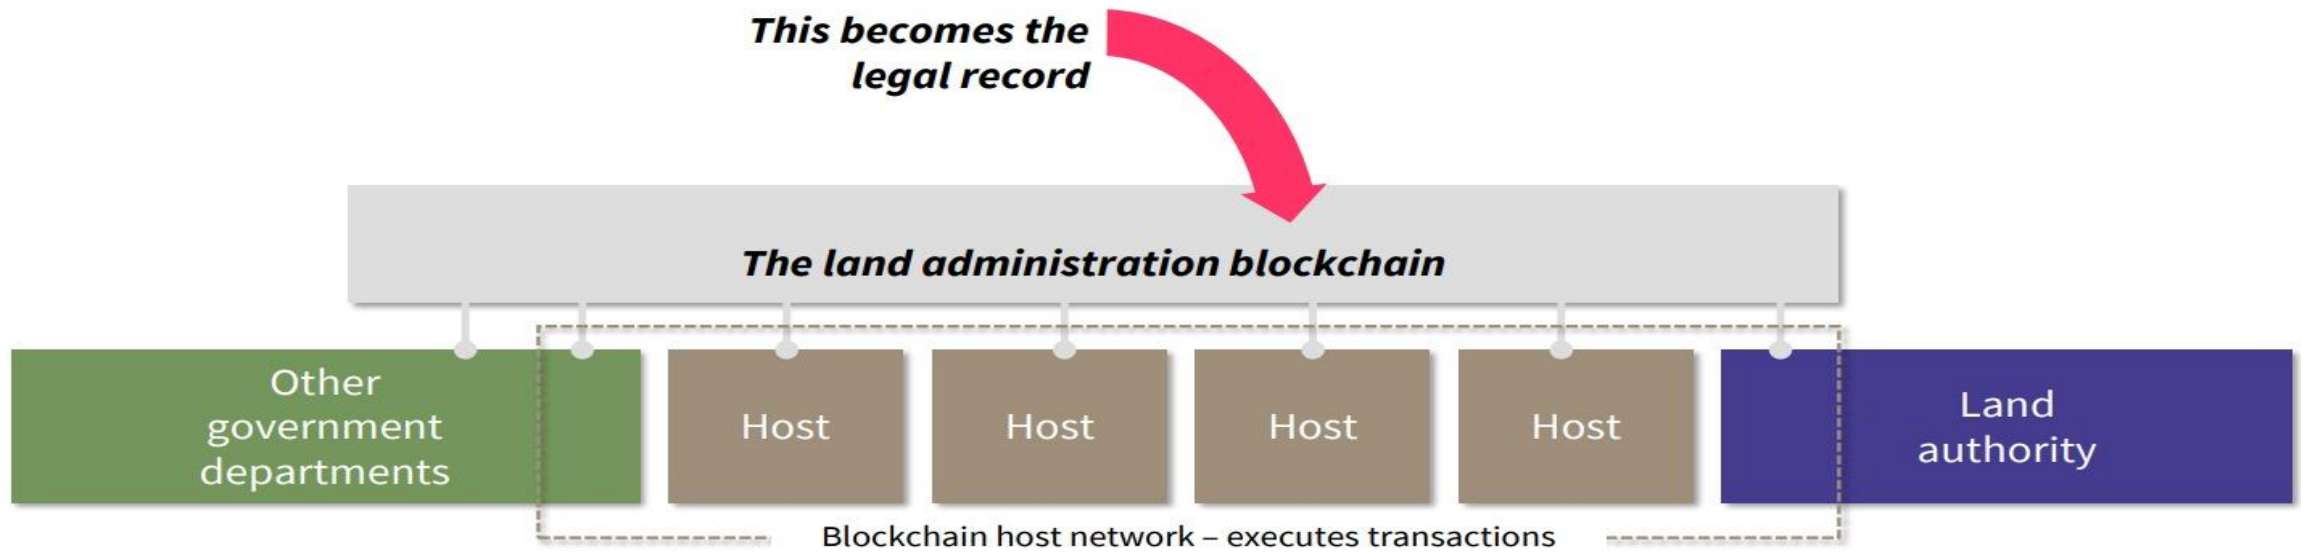 This becomes the
legal record
The land administration blockchain
Other
government
departments
Host
Host
Host
Host
Land
authority
Blockchain host network – executes transactions